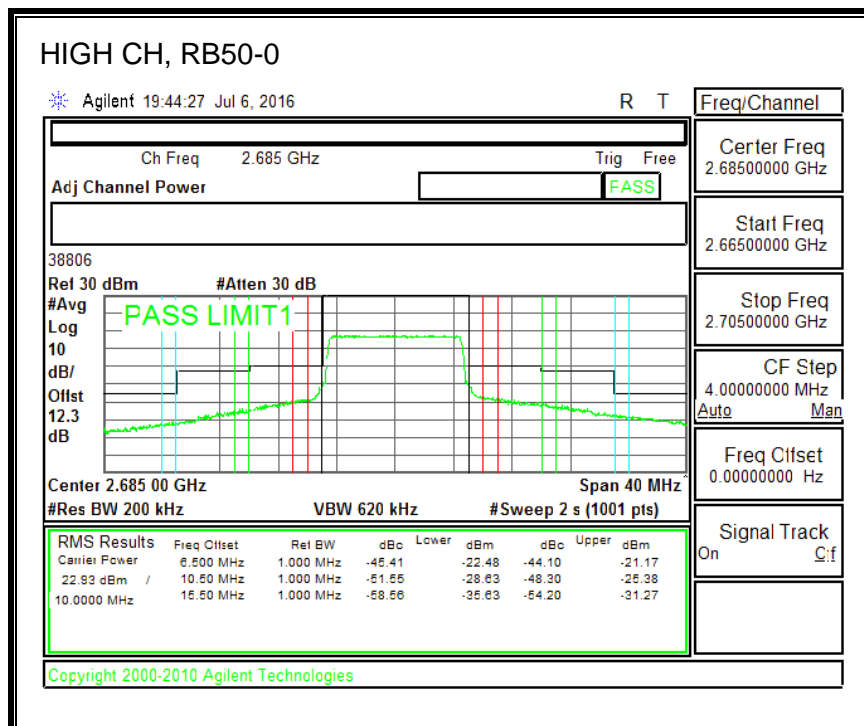 HIGH CH, RB50-0
Agilent 19:44:27 Jul 6, 2016 R T
Ch Freq 2.685 GHz Trig Free
Adj Channel Power FASS
38806
Ref 30 dBm #Atten 30 dB
#Avg
Log
10
dB/
Offst
12.3
dB
PASS LIMIT1
Center 2.685 00 GHz Span 40 MHz^
#Res BW 200 kHz VBW 620 kHz #Sweep 2 s (1001 pts)
RMS Results Freq Offset Ref BW dBc Lower dBm dBc Upper dBm
Carrier Power 6.500 MHz 1.000 MHz -45.41 -22.48 -44.10 -21.17
22.93 dBm / 10.50 MHz 1.000 MHz -51.55 -28.63 -48.30 -25.38
10.0000 MHz 15.50 MHz 1.000 MHz -58.56 -35.63 -54.20 -31.27
Copyright 2000-2010 Agilent Technologies
Freq/Channel
Center Freq
2.68500000 GHz
Start Freq
2.66500000 GHz
Stop Freq
2.70500000 GHz
CF Step
4.00000000 MHz
Auto Man
Freq Offset
0.00000000 Hz
Signal Track
On Off